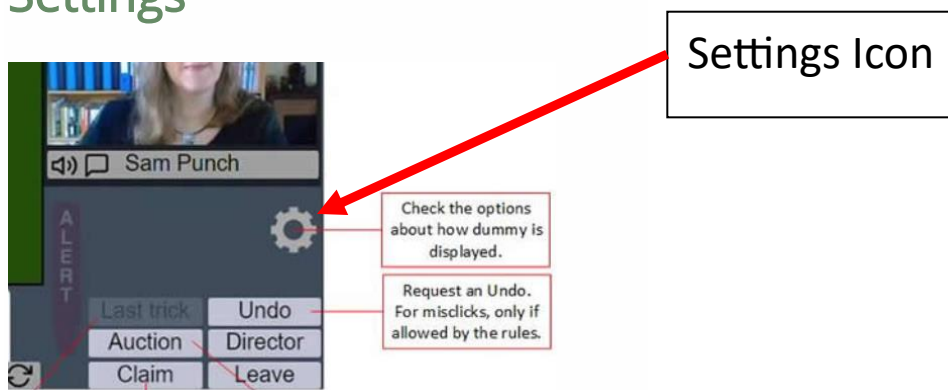 Settings
Settings Icon
Sam Punch
ALERT
Check the options
about how dummy is
displayed.
Request an Undo.
For misclicks, only if
allowed by the rules.
Last trick
Undo
Auction
Director
Claim
Leave